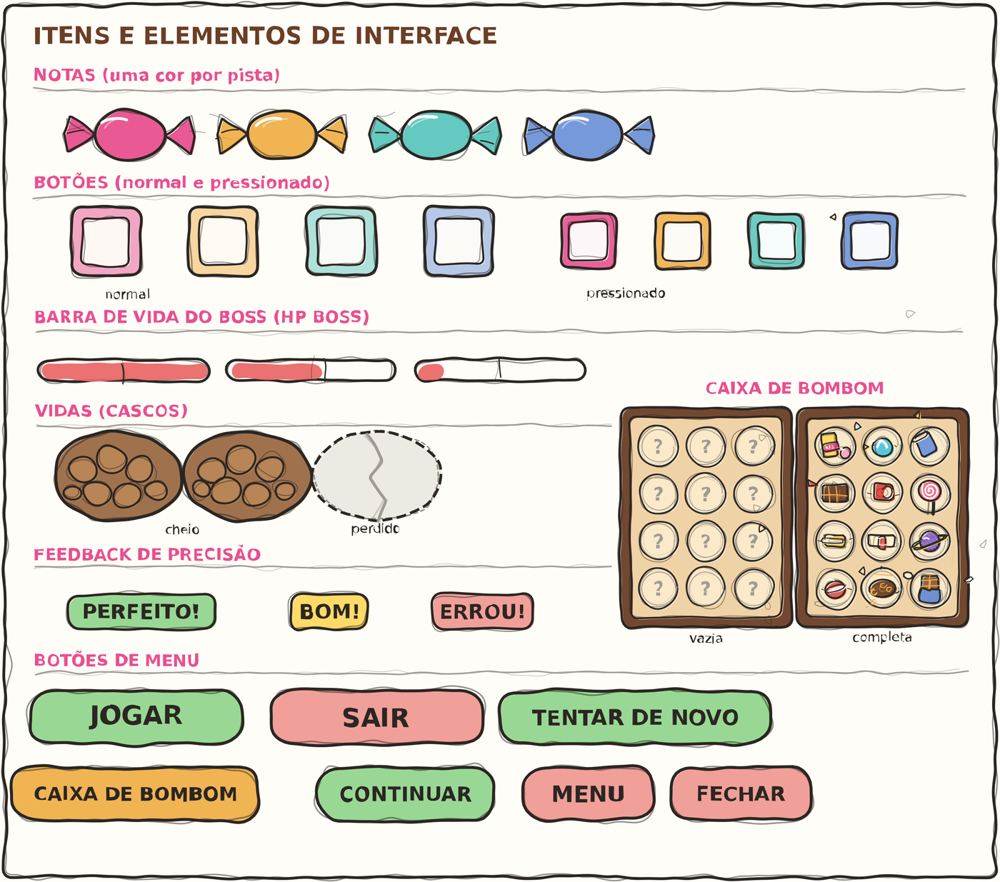 ITENS E ELEMENTOS DE INTERFACE
NOTAS (uma cor por pista)
BOTÕES (normal e pressionado)
normal
pressionado
BARRA DE VIDA DO BOSS (HP BOSS)
CAIXA DE BOMBOM
VIDAS (CASCOS)
? ? ?
? ? ?
? ? ?
? ? ?
cheio
perdido
FEEDBACK DE PRECISÃO
PERFEITO!
BOM!
ERROU!
vazia
completa
BOTÕES DE MENU
JOGAR
SAIR
TENTAR DE NOVO
CAIXA DE BOMBOM
CONTINUAR
MENU
FECHAR